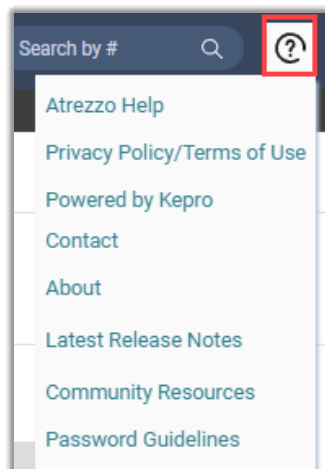 Search by #
Atrezzo Help
Privacy Policy/Terms of Use
Powered by Kepro
Contact
About
Latest Release Notes
Community Resources
Password Guidelines